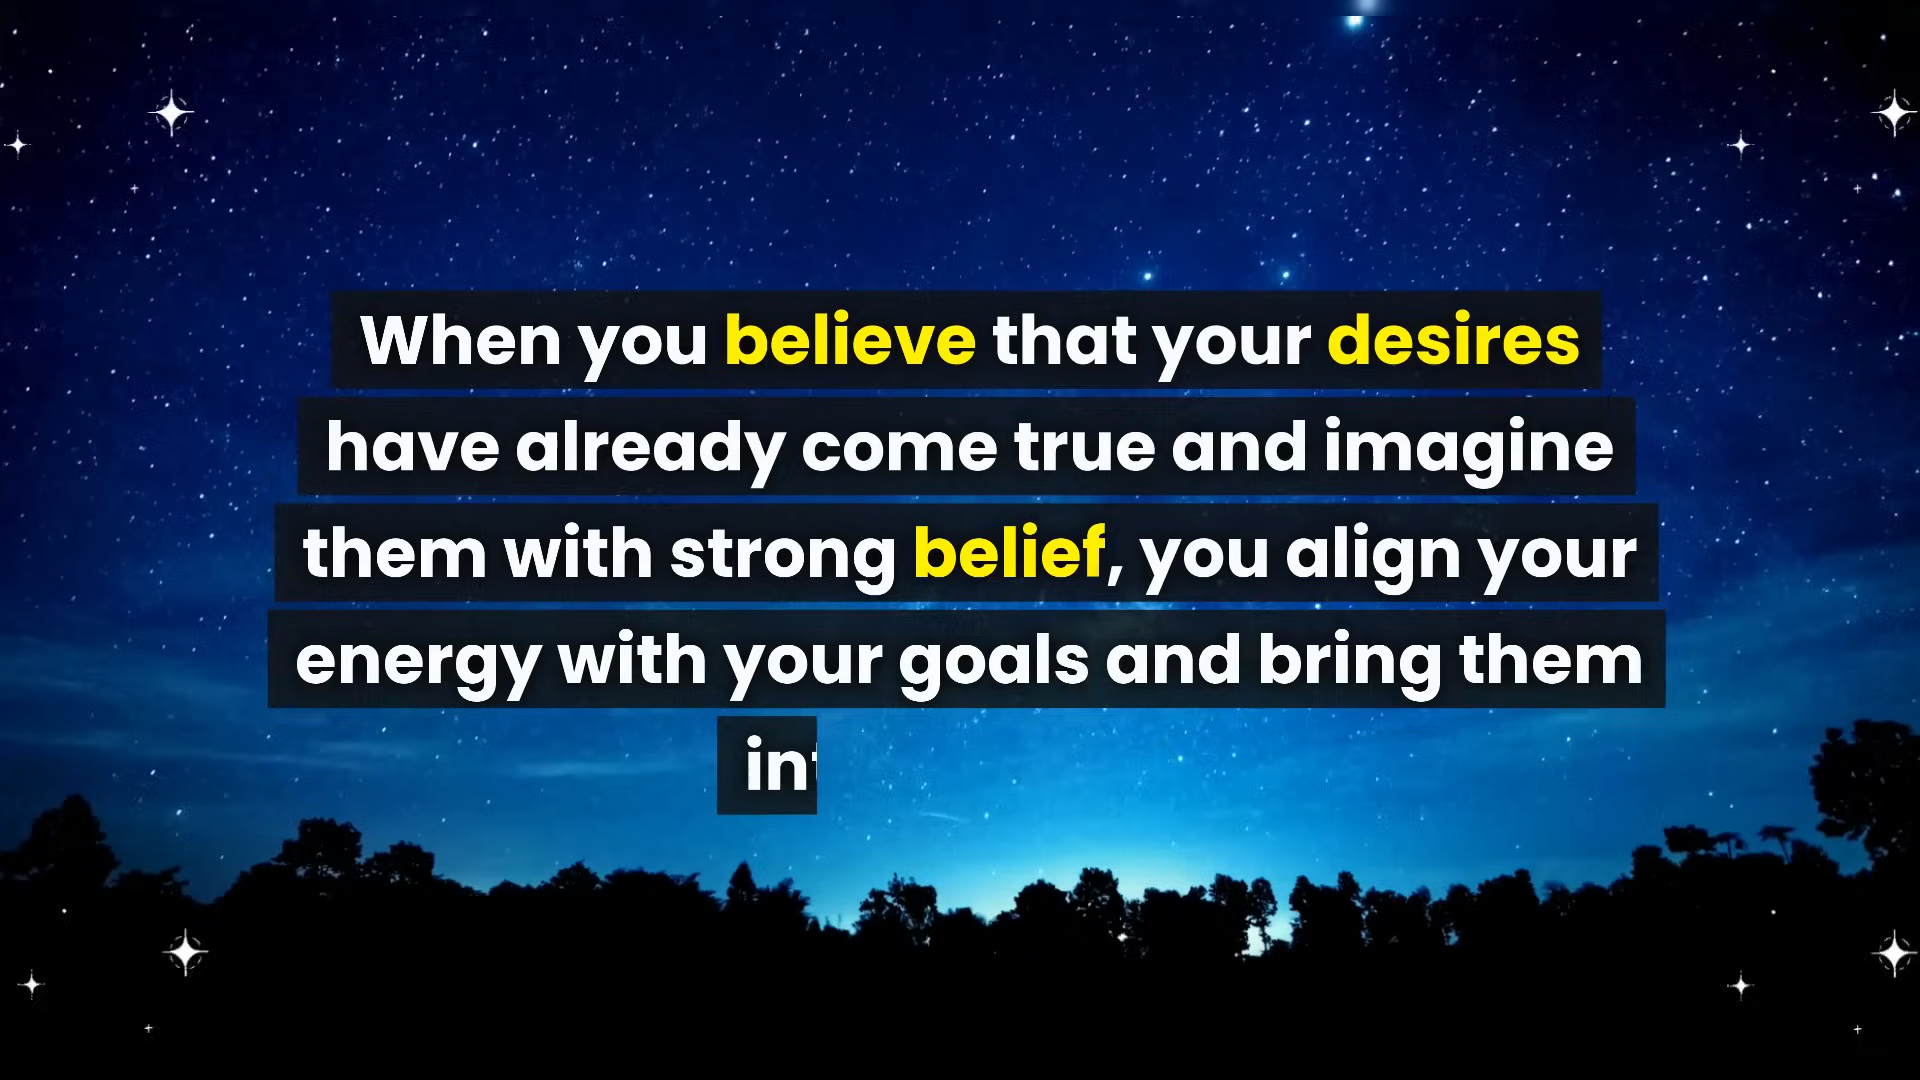 When you believe that your desires
have already come true and imagine
them with strong belief, you align your
energy with your goals and bring them